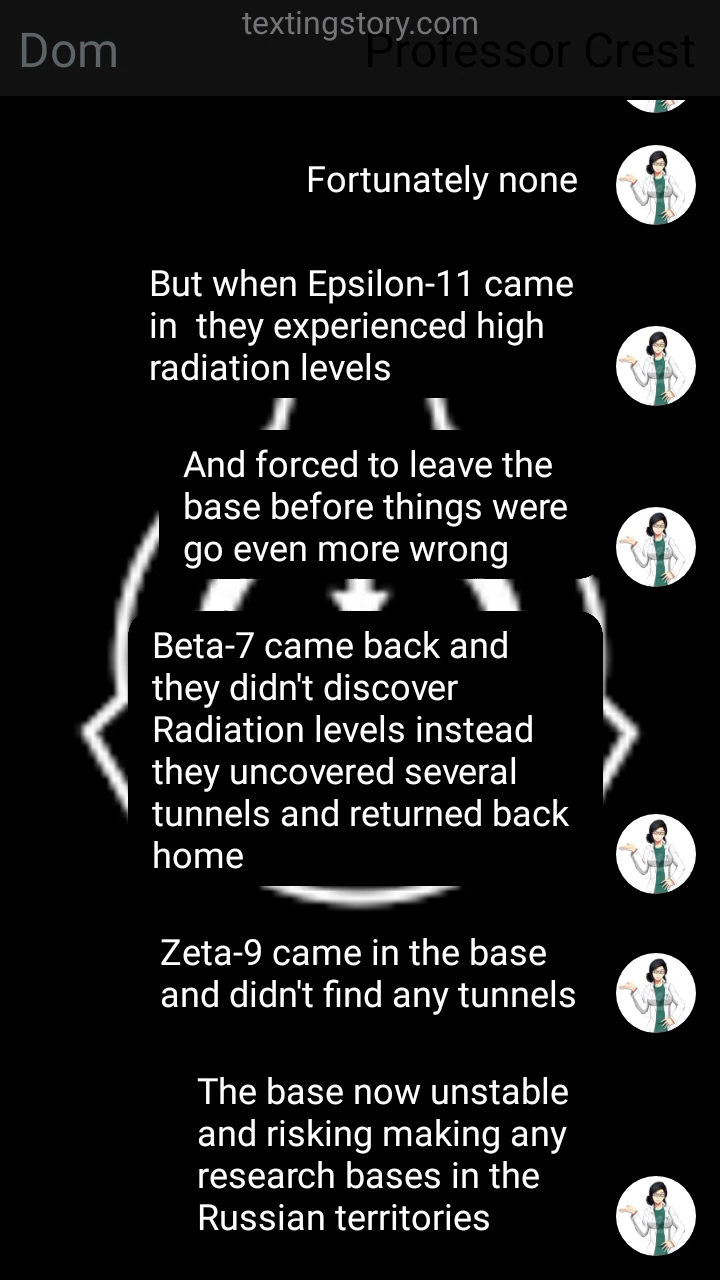 textingstory.com
Dom
Professor Crest
Fortunately none
But when Epsilon-11 came
in  they experienced high
radiation levels
And forced to leave the
base before things were
go even more wrong
Beta-7 came back and
they didn't discover
Radiation levels instead
they uncovered several
tunnels and returned back
home
Zeta-9 came in the base
and didn't find any tunnels
The base now unstable
and risking making any
research bases in the
Russian territories